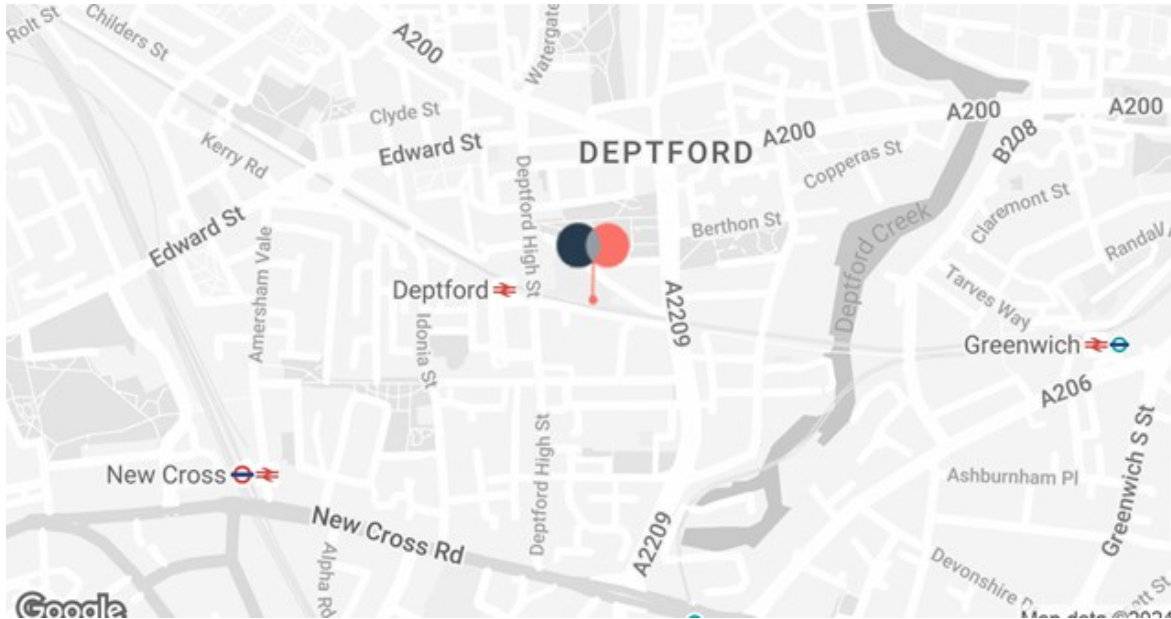 Rolt St
Childers St
A200
Watergate
Clyde St
Kerry Rd
Edward St
DEPTFORD
A200
A200
A200
B208
Copperas St
Deptford High St
Edward St
Amersham Vale
Berthon St
Deptford Creek
Claremont St
Deptford
Idonia St
A2209
Tarves Way
Greenwich
A206
New Cross
Deptford High St
Ashburnham Pl
Greenwich S St
New Cross Rd
Alpha Rd
A2209
Devonshire
Google
Map data ©2024